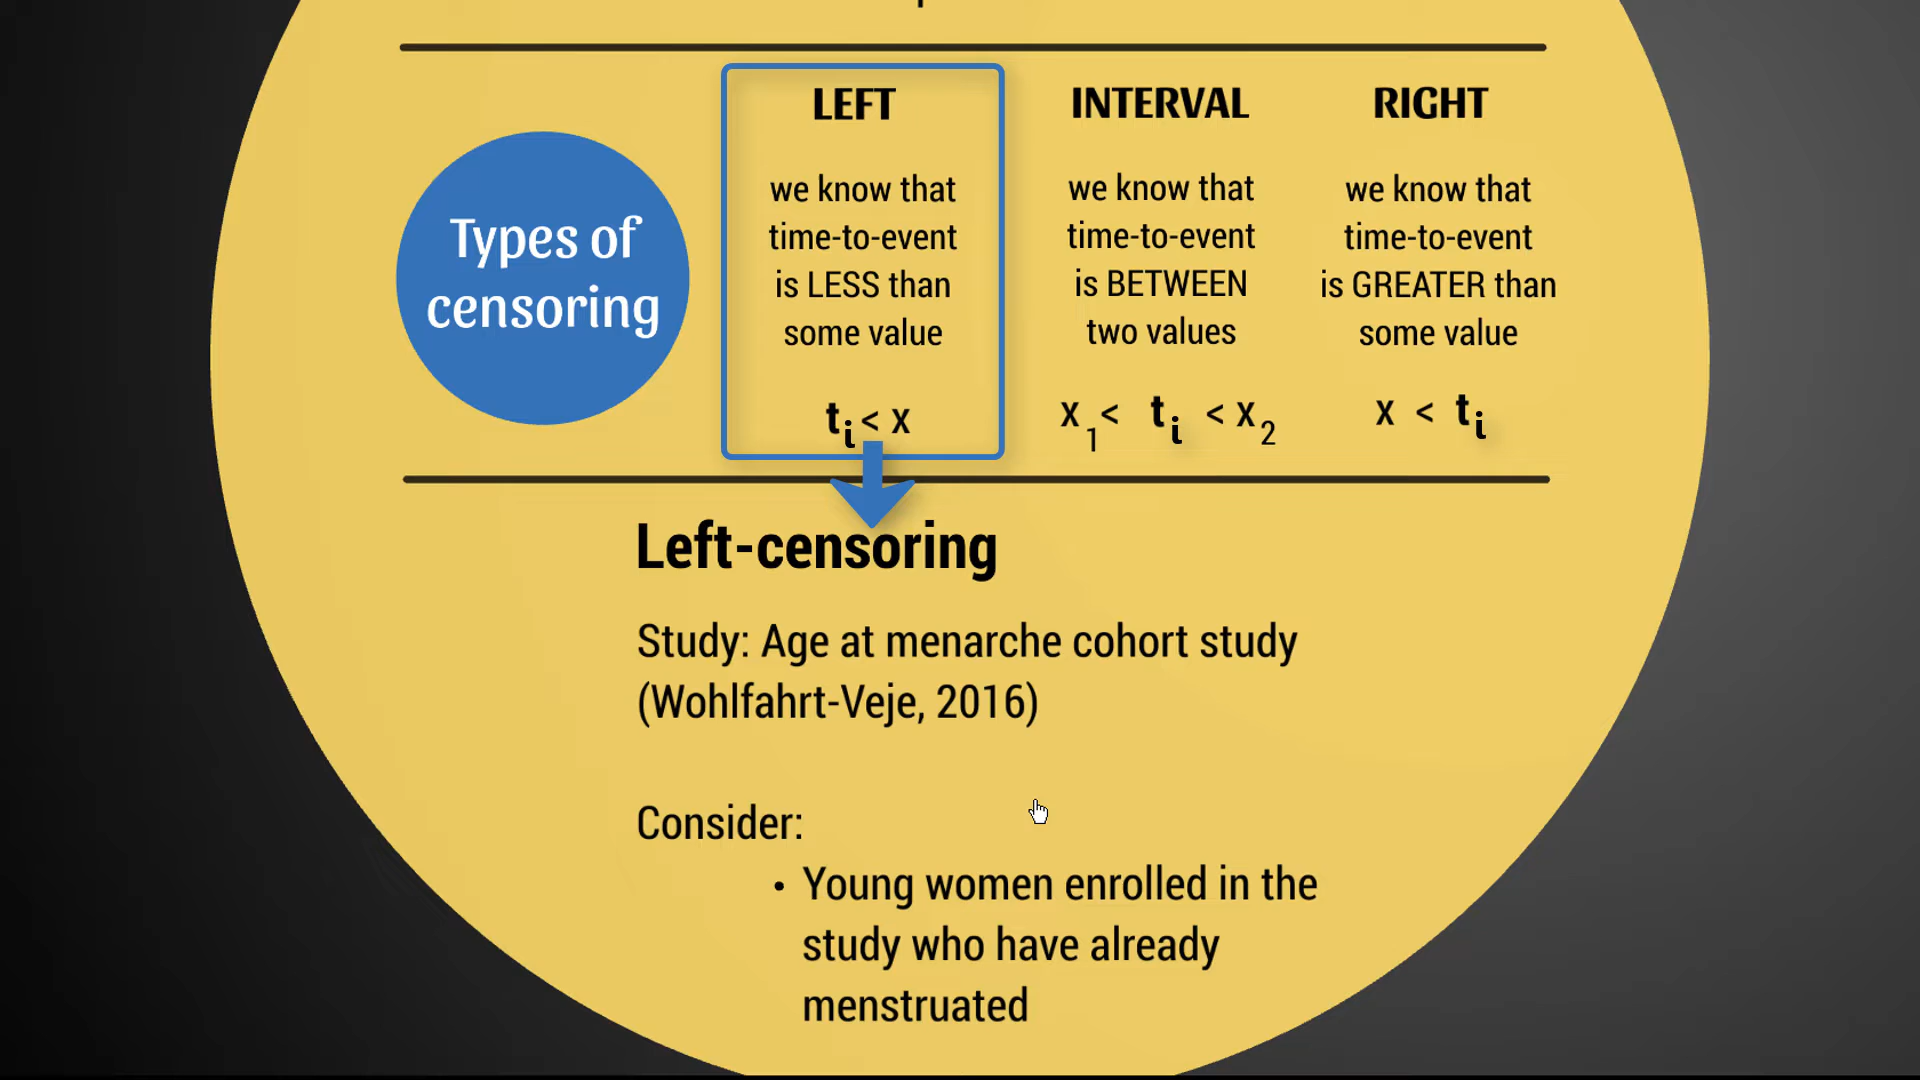 Types of
censoring
LEFT
we know that
time-to-event
is LESS than
some value
tᵢ < x
INTERVAL
we know that
time-to-event
is BETWEEN
two values
x₁ < tᵢ < x₂
RIGHT
we know that
time-to-event
is GREATER than
some value
x < tᵢ
Left-censoring
Study: Age at menarche cohort study
(Wohlfahrt-Veje, 2016)
Consider:
• Young women enrolled in the
study who have already
menstruated